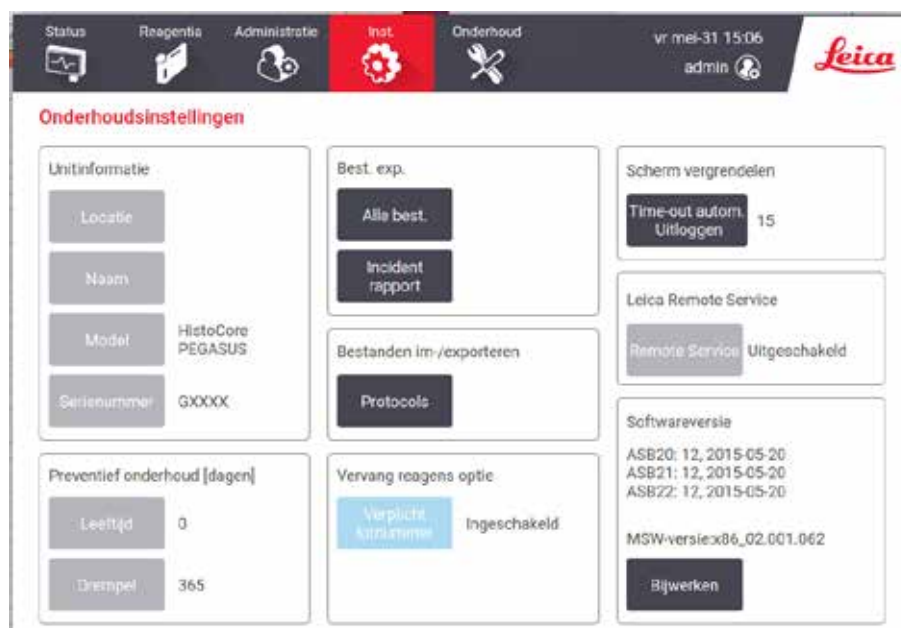 Status
Reagentia
Administratie
Inst.
Onderhoud
vr mei-31 15:06
admin
Leica
Onderhoudsinstellingen
Unitinformatie
Locatie
Naam
Model
HistoCore
PEGASUS
Serienummer
GXXXX
Preventief onderhoud [dagen]
Leeftijd
0
Drempel
365
Best. exp.
Alle best.
Incident
rapport
Bestanden im-/exporteren
Protocols
Vervang reagens optie
Verplicht
lotnummer
Ingeschakeld
Scherm vergrendelen
Time-out autom.
Uitloggen
15
Leica Remote Service
Remote Service
Uitgeschakeld
Softwareversie
ASB20: 12, 2015-05-20
ASB21: 12, 2015-05-20
ASB22: 12, 2015-05-20
MSW-versie:x86_02.001.062
Bijwerken